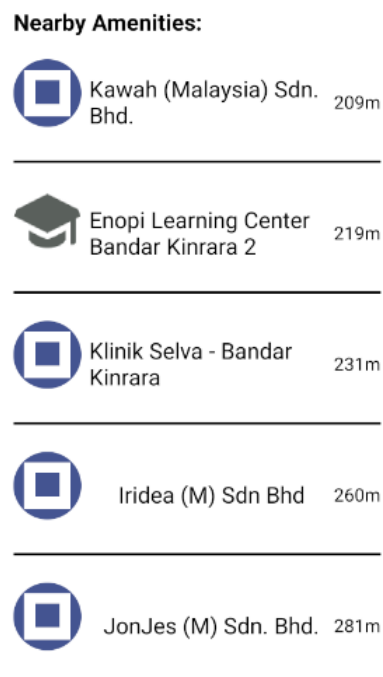 Nearby Amenities:
Kawah (Malaysia) Sdn.
Bhd.
209m
Enopi Learning Center
Bandar Kinrara 2
219m
Klinik Selva - Bandar
Kinrara
231m
Iridea (M) Sdn Bhd
260m
JonJes (M) Sdn. Bhd.
281m